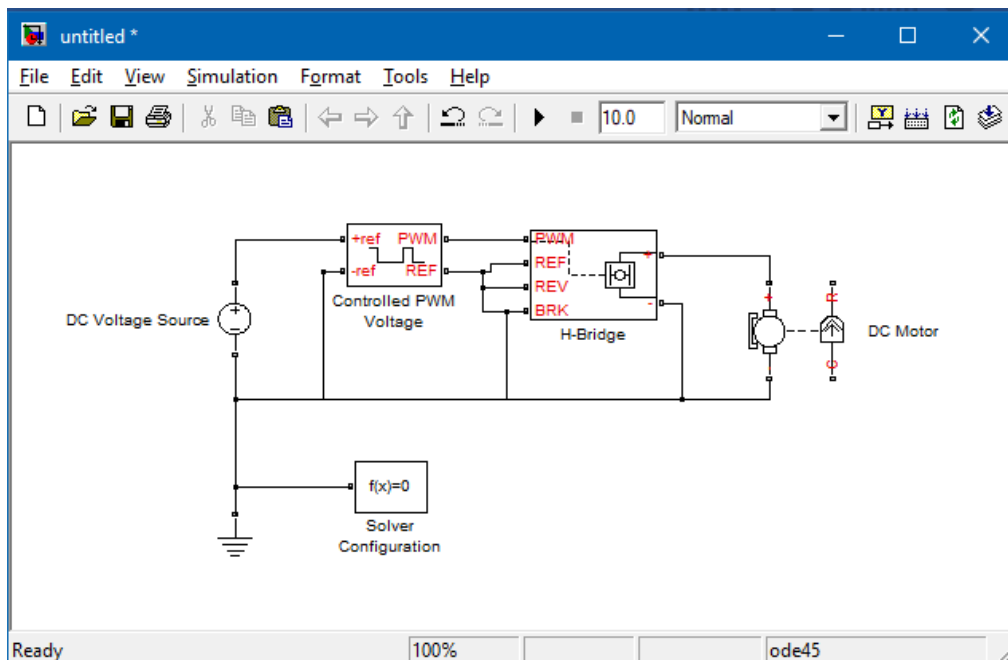 untitled *
File Edit View Simulation Format Tools Help
10.0 Normal
+ref PWM
-ref REF
Controlled PWM
Voltage
PWM
REF
REV
BRK
+
-
H-Bridge
DC Voltage Source
+
-
+
R
C
DC Motor
f(x)=0
Solver
Configuration
Ready 100% ode45